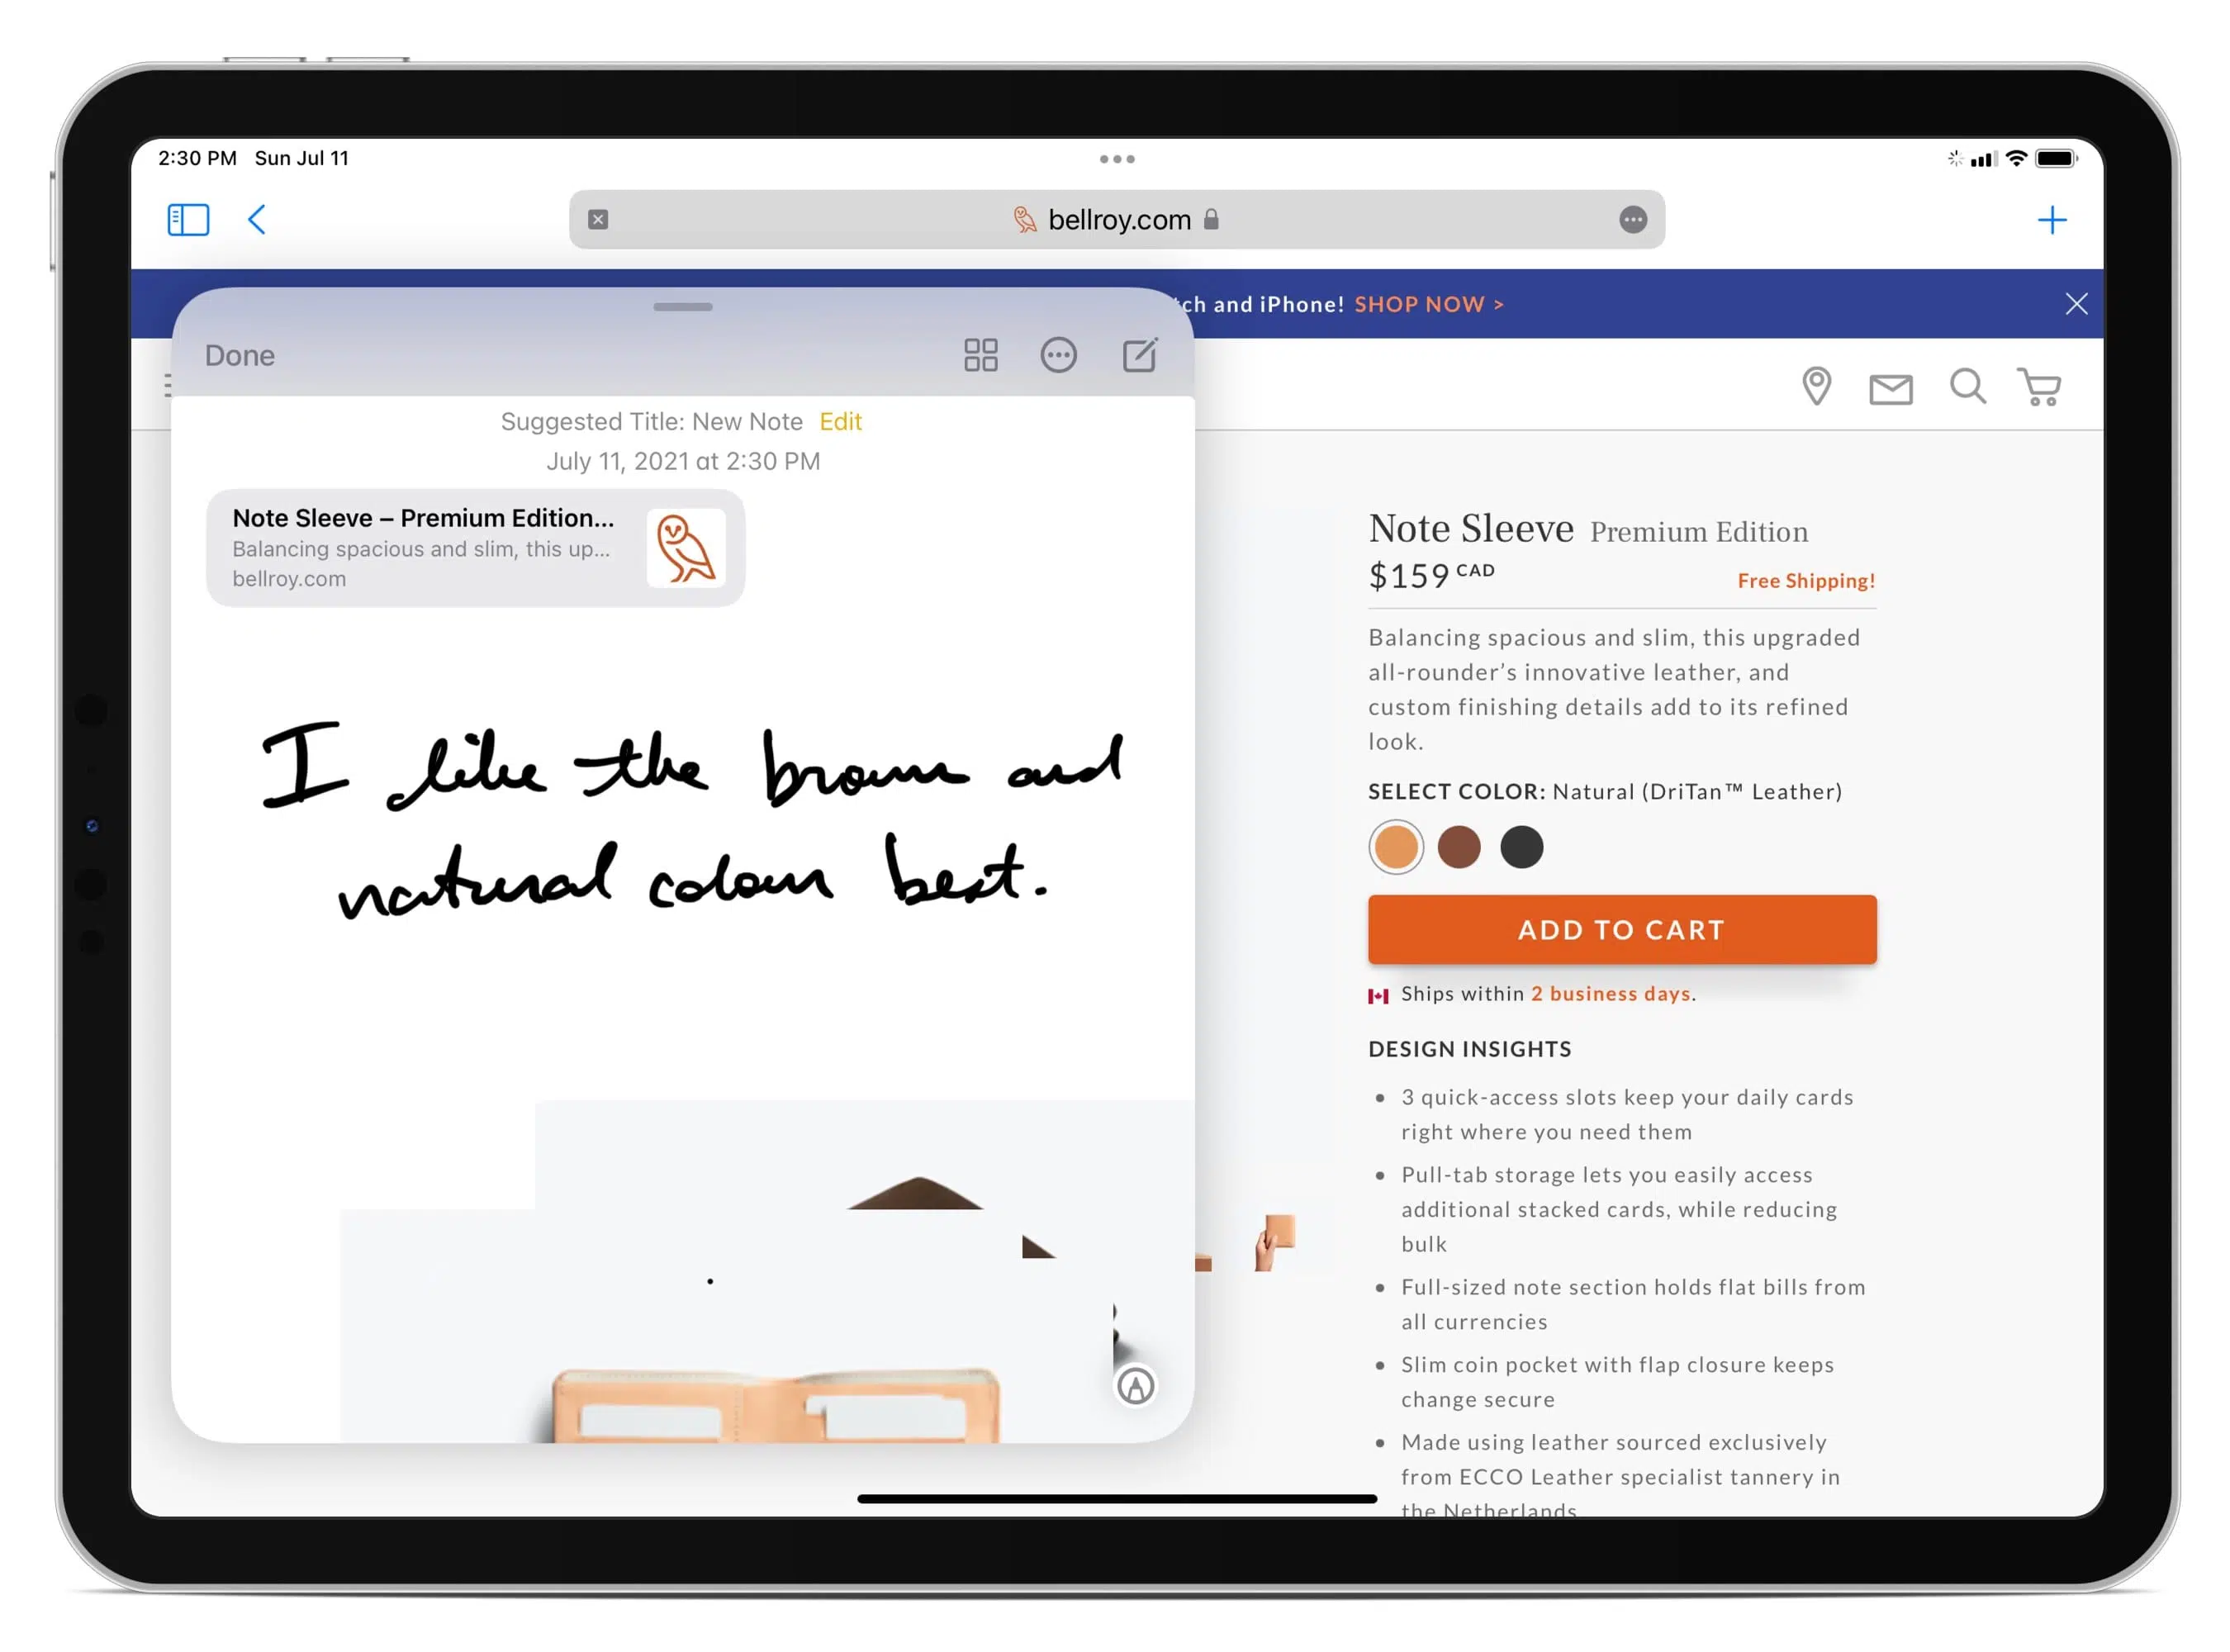 2:30 PM Sun Jul 11
bellroy.com
and iPhone! SHOP NOW >
Done
Suggested Title: New Note Edit
July 11, 2021 at 2:30 PM
Note Sleeve – Premium Edition...
Balancing spacious and slim, this up...
bellroy.com
I like the brown and
natural colour best.
Note Sleeve Premium Edition
$159 CAD
Free Shipping!
Balancing spacious and slim, this upgraded
all-rounder’s innovative leather, and
custom finishing details add to its refined
look.
SELECT COLOR: Natural (DriTan™ Leather)
ADD TO CART
Ships within 2 business days.
DESIGN INSIGHTS
• 3 quick-access slots keep your daily cards
right where you need them
• Pull-tab storage lets you easily access
additional stacked cards, while reducing
bulk
• Full-sized note section holds flat bills from
all currencies
• Slim coin pocket with flap closure keeps
change secure
• Made using leather sourced exclusively
from ECCO Leather specialist tannery in
the Netherlands